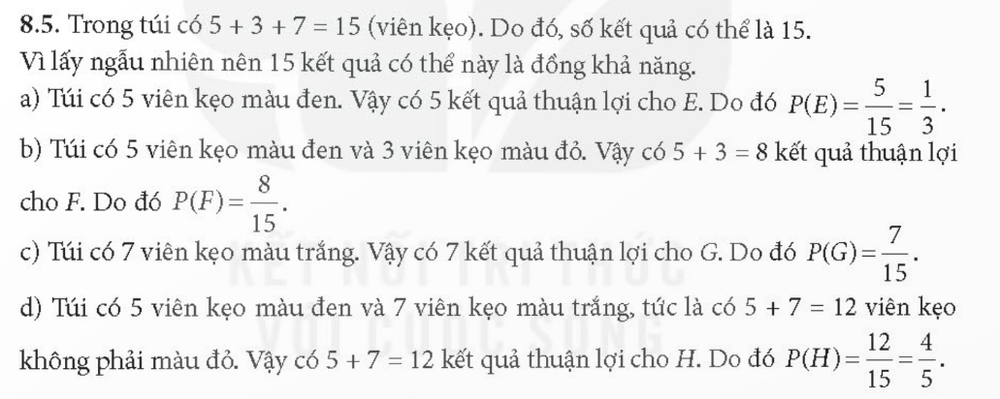 8.5. Trong túi có 5 + 3 + 7 = 15 (viên kẹo). Do đó, số kết quả có thể là 15.
Vì lấy ngẫu nhiên nên 15 kết quả có thể này là đồng khả năng.
a) Túi có 5 viên kẹo màu đen. Vậy có 5 kết quả thuận lợi cho E. Do đó P(E) = 5/15 = 1/3.
b) Túi có 5 viên kẹo màu đen và 3 viên kẹo màu đỏ. Vậy có 5 + 3 = 8 kết quả thuận lợi
cho F. Do đó P(F) = 8/15.
c) Túi có 7 viên kẹo màu trắng. Vậy có 7 kết quả thuận lợi cho G. Do đó P(G) = 7/15.
d) Túi có 5 viên kẹo màu đen và 7 viên kẹo màu trắng, tức là có 5 + 7 = 12 viên kẹo
không phải màu đỏ. Vậy có 5 + 7 = 12 kết quả thuận lợi cho H. Do đó P(H) = 12/15 = 4/5.
KẾT NỐI TRI THỨC
VỚI CUỘC SỐNG